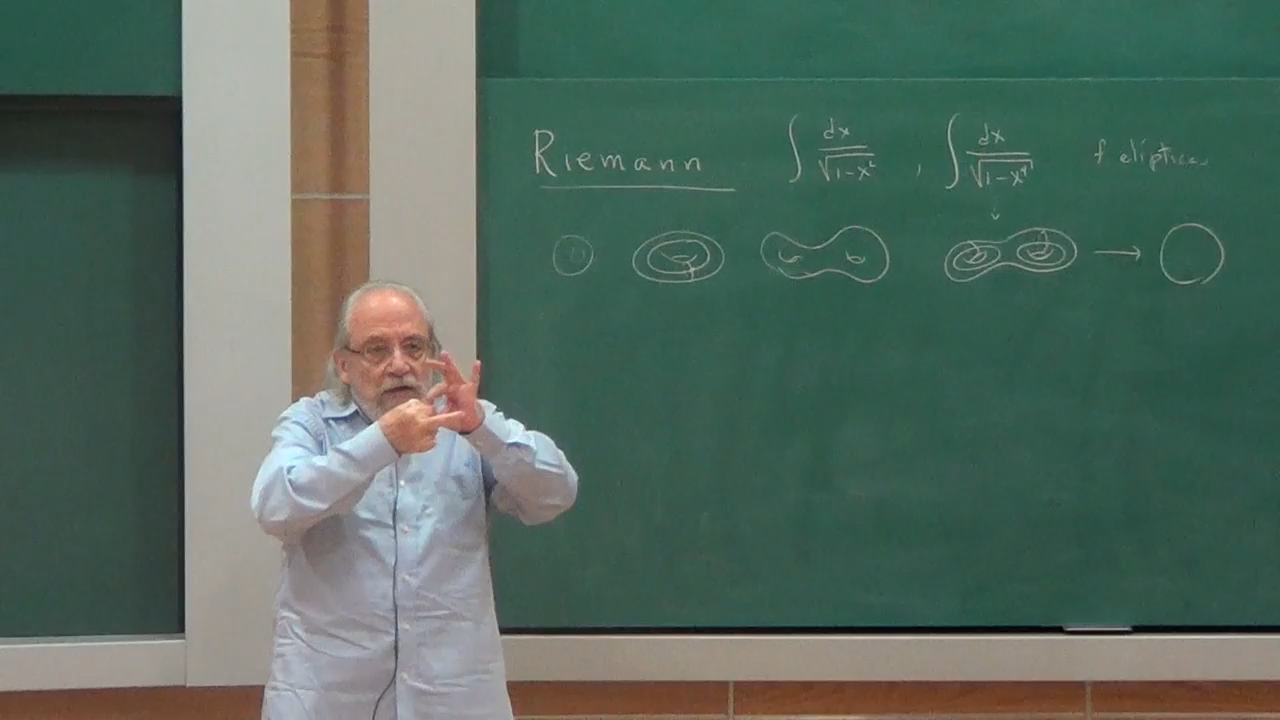 Riemann ∫ dx/√(1-x²) , ∫ dx/√(1-x⁴) f elípticas